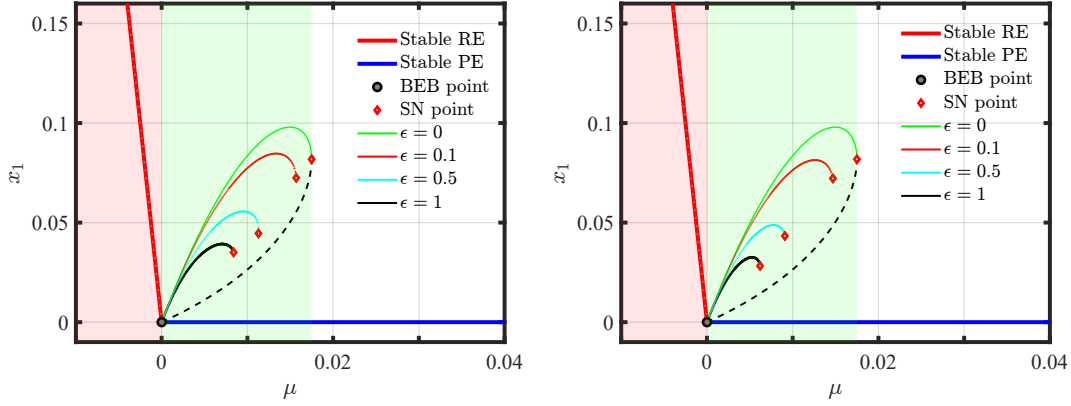 0.15
0.1
0.05
0
x₁
Stable RE
Stable PE
BEB point
SN point
ϵ = 0
ϵ = 0.1
ϵ = 0.5
ϵ = 1
0
0.02
0.04
μ
0.15
0.1
0.05
0
x₁
Stable RE
Stable PE
BEB point
SN point
ϵ = 0
ϵ = 0.1
ϵ = 0.5
ϵ = 1
0
0.02
0.04
μ